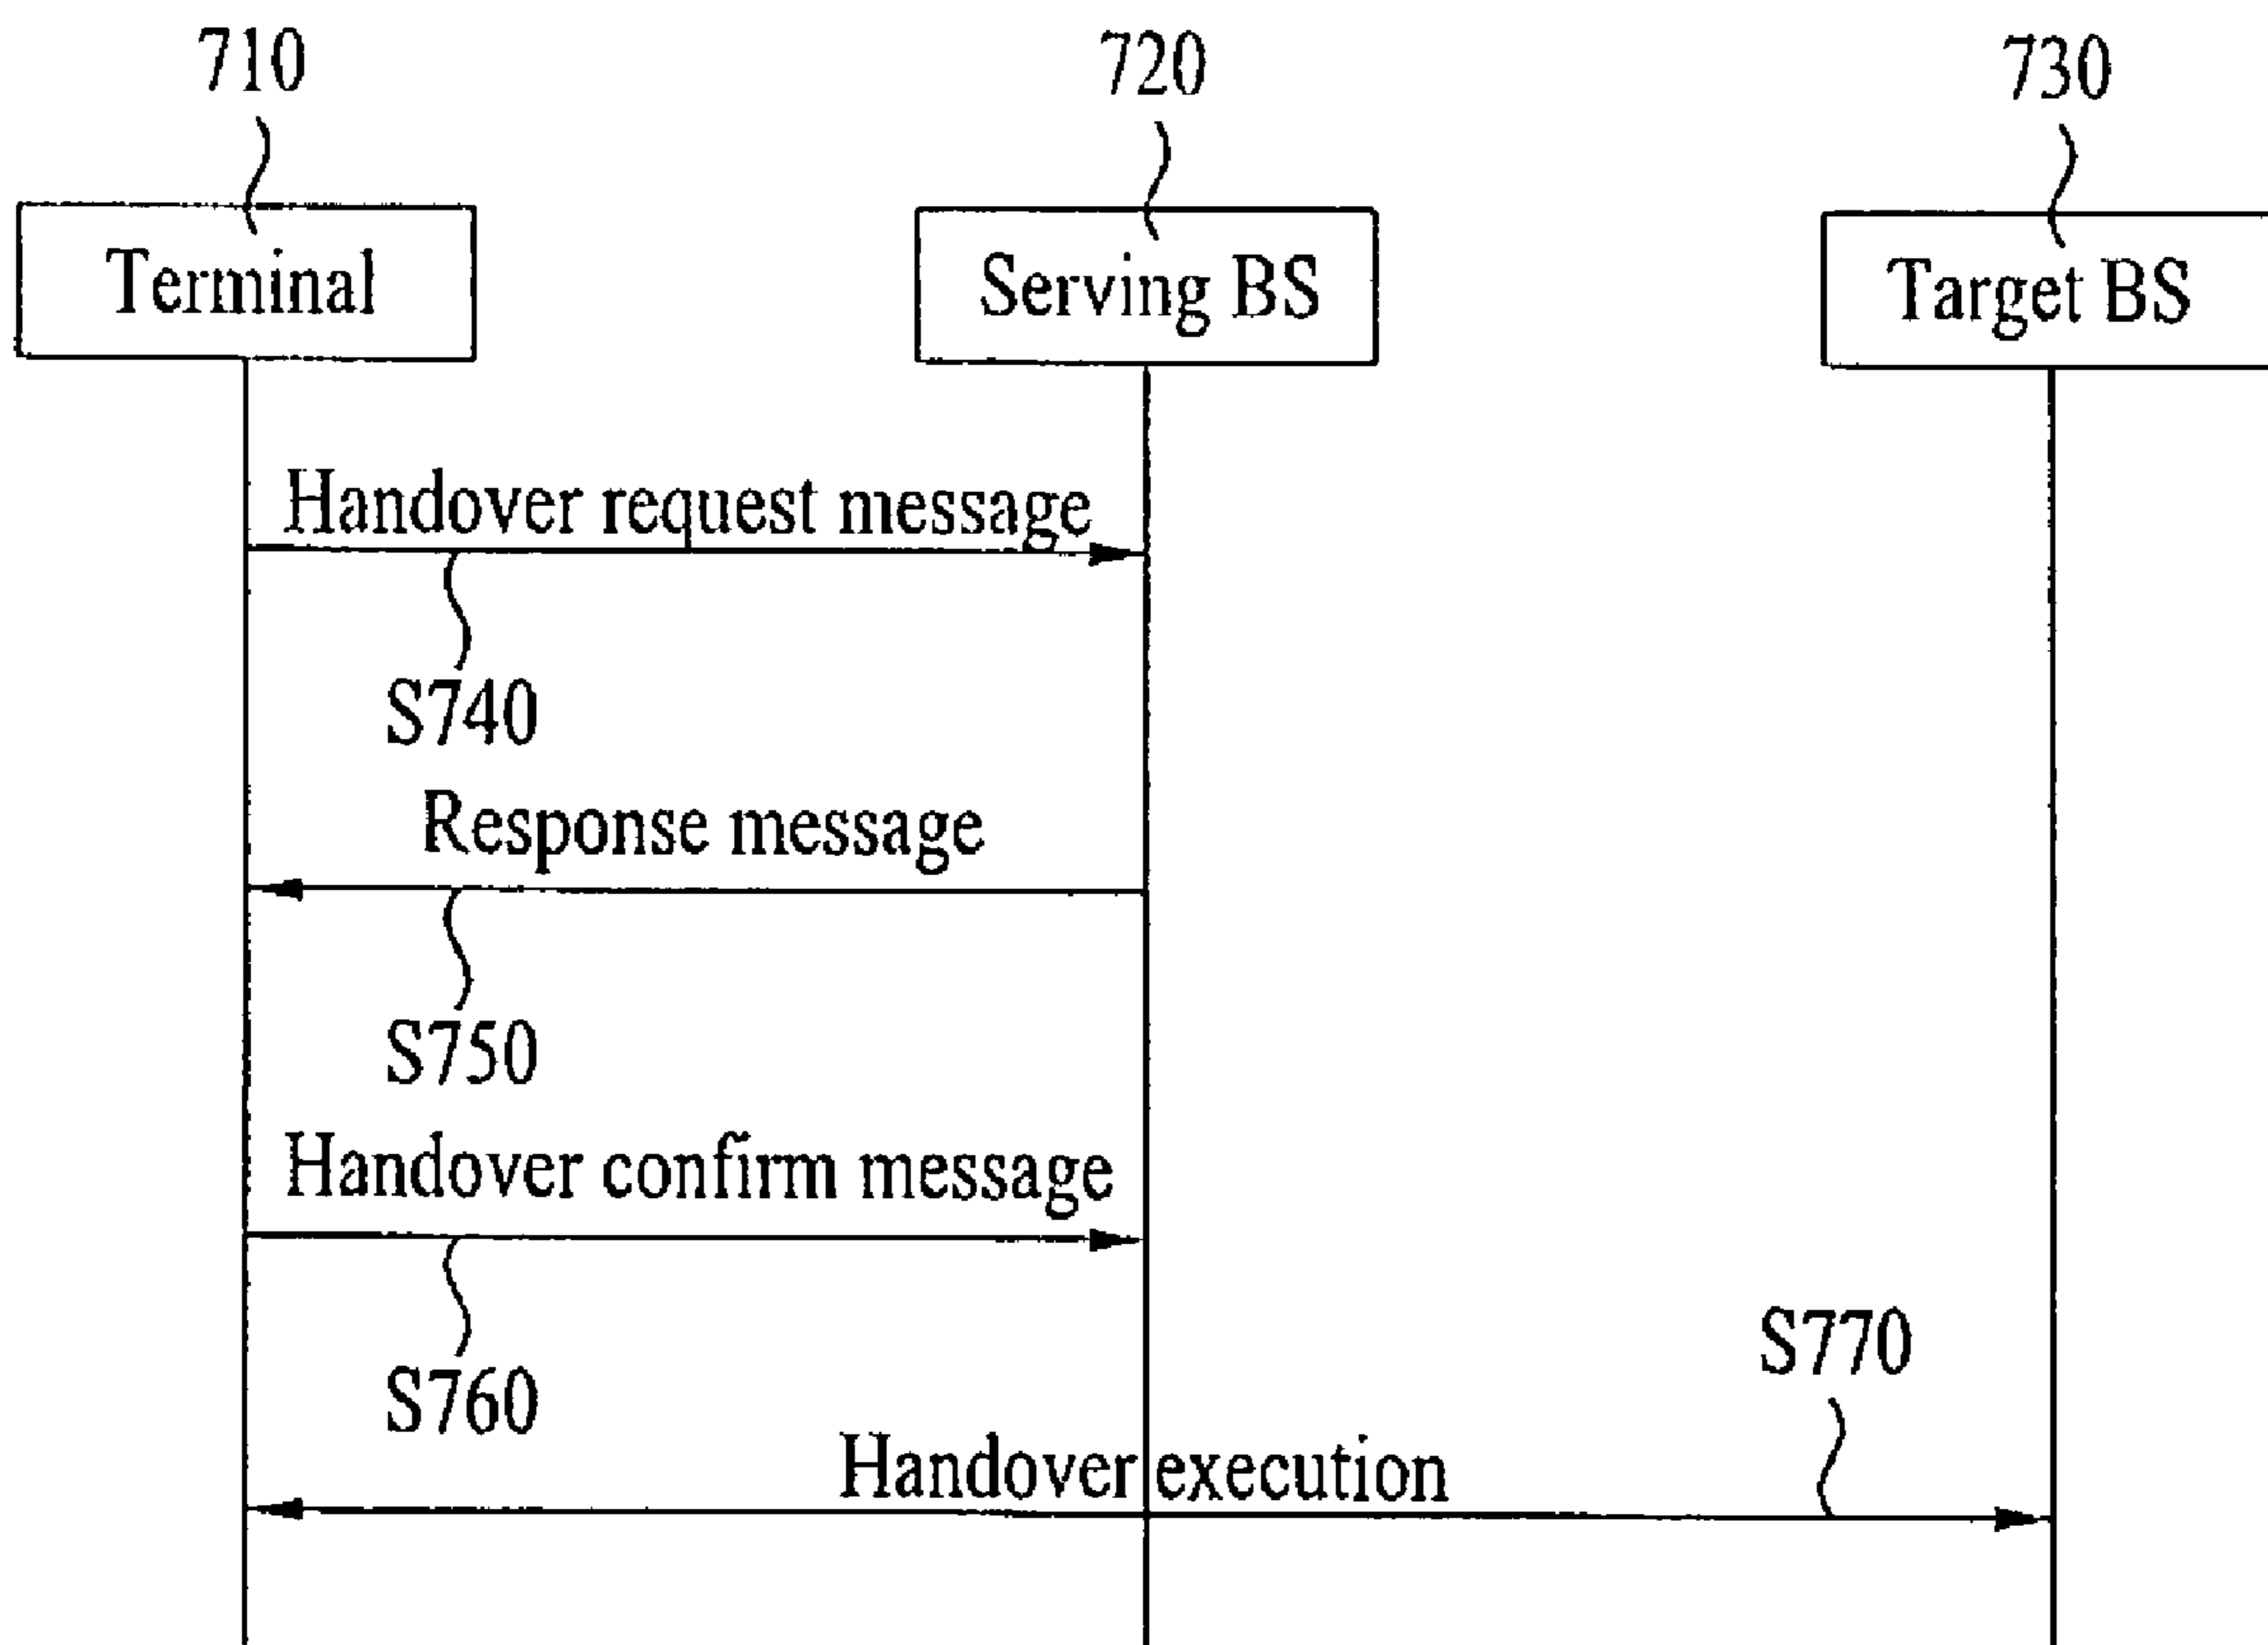 710
720
730
Terminal
Serving BS
Target BS
Handover request message
S740
Response message
S750
Handover confirm message
S760
S770
Handover execution